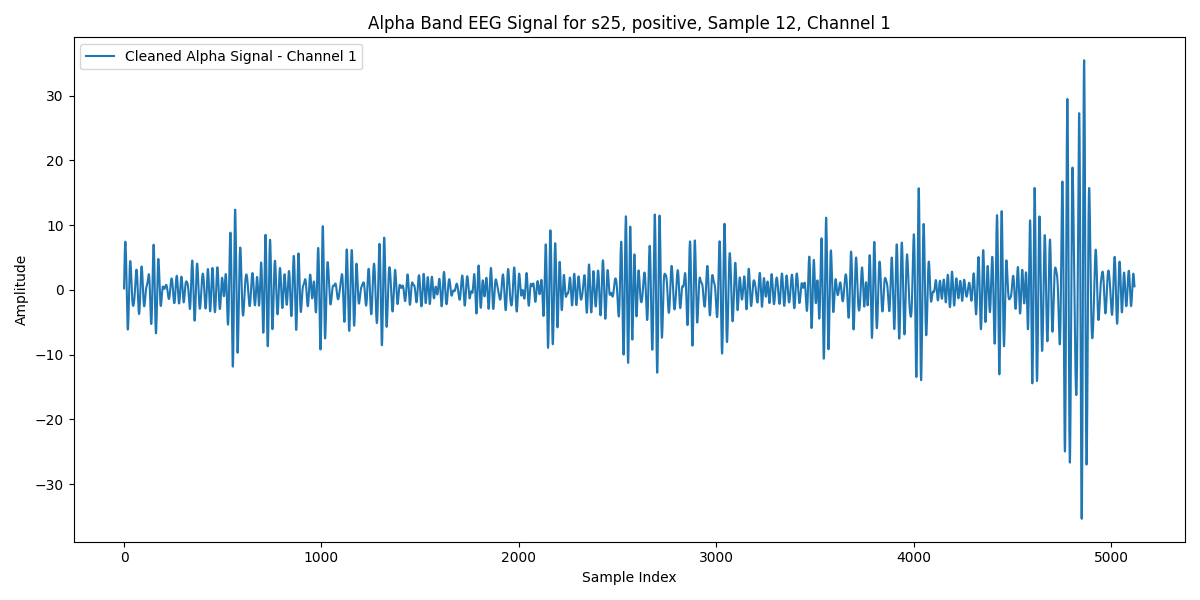 Alpha Band EEG Signal for s25, positive, Sample 12, Channel 1
Cleaned Alpha Signal - Channel 1
Amplitude
30
20
10
0
−10
−20
−30
0 1000 2000 3000 4000 5000
Sample Index